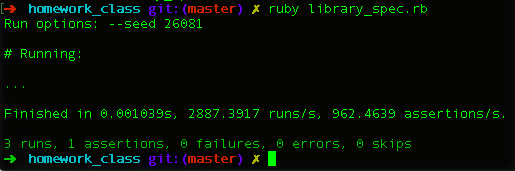 [→ homework_class git:(master) ✗ ruby library_spec.rb
Run options: --seed 26081

# Running:

...

Finished in 0.001039s, 2887.3917 runs/s, 962.4639 assertions/s.

3 runs, 1 assertions, 0 failures, 0 errors, 0 skips
→ homework_class git:(master) ✗